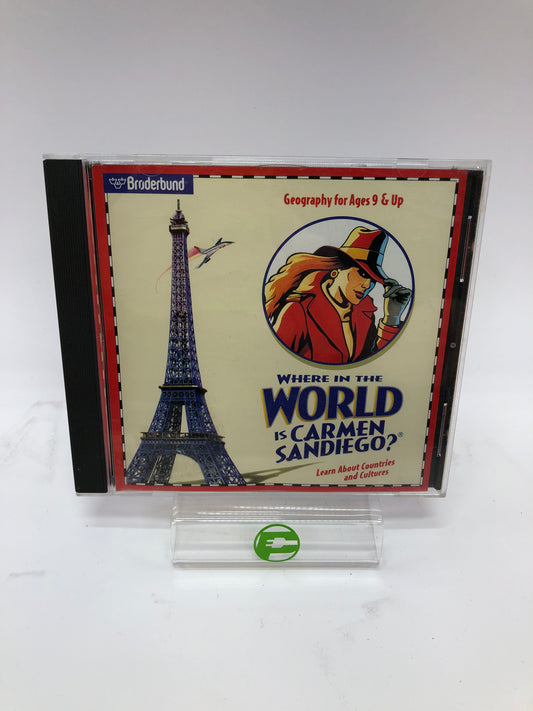 Brøderbund
Geography for Ages 9 & Up
WHERE IN THE
WORLD
IS CARMEN
SANDIEGO?®
Learn About Countries
and Cultures